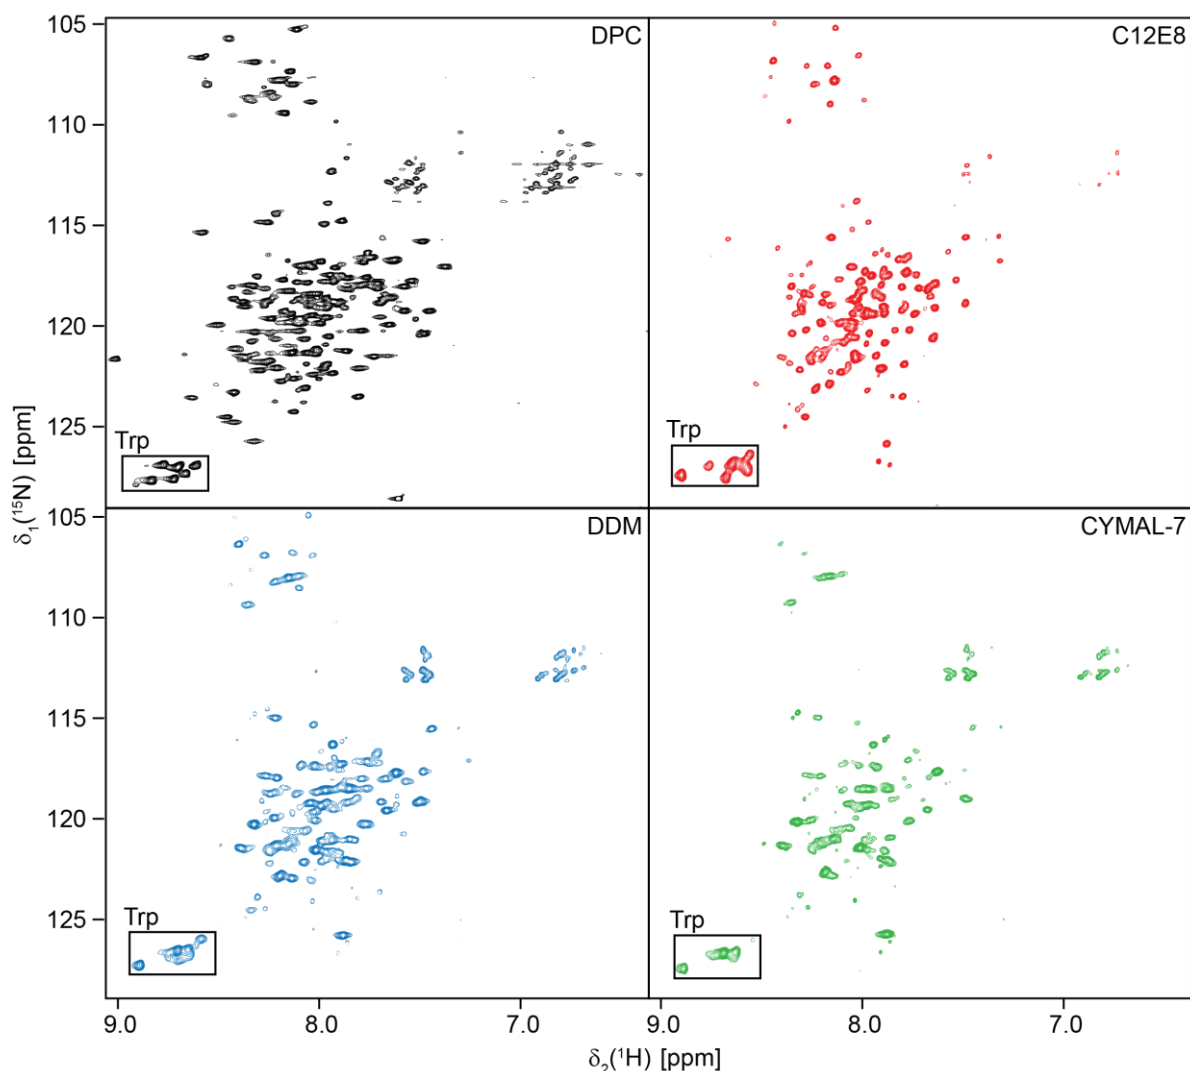 105
DPC
C12E8
110
115
120
125
Trp
Trp
δ₁(¹⁵N) [ppm]
105
DDM
CYMAL-7
110
115
120
125
Trp
Trp
9.0 8.0 7.0 9.0 8.0 7.0
δ₂(¹H) [ppm]